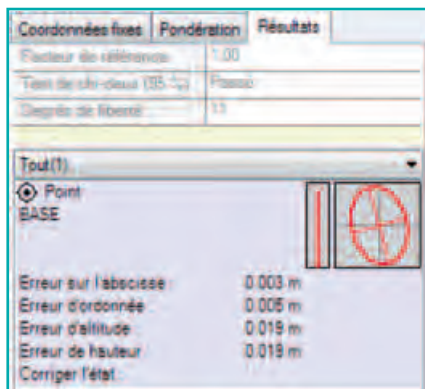 Coordonnées fixes Pondération Résultats
Facteur de référence: 1.00
Test de chi-deux (95 %): Passé
Degrés de liberté: 11
Tout(1)
Point
BASE
Erreur sur l'abscisse : 0.003 m
Erreur d'ordonnée 0.005 m
Erreur d'altitude 0.019 m
Erreur de hauteur 0.019 m
Corriger l'état